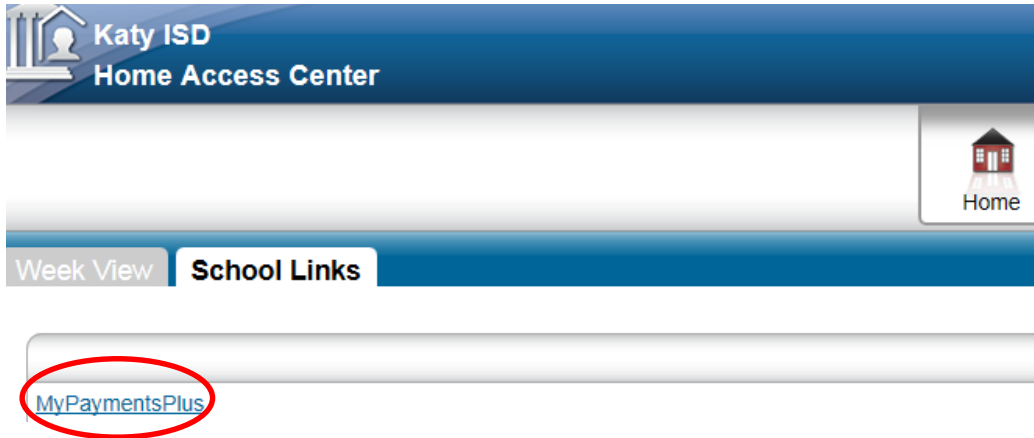 Katy ISD
Home Access Center
Home
Week View
School Links
MyPaymentsPlus